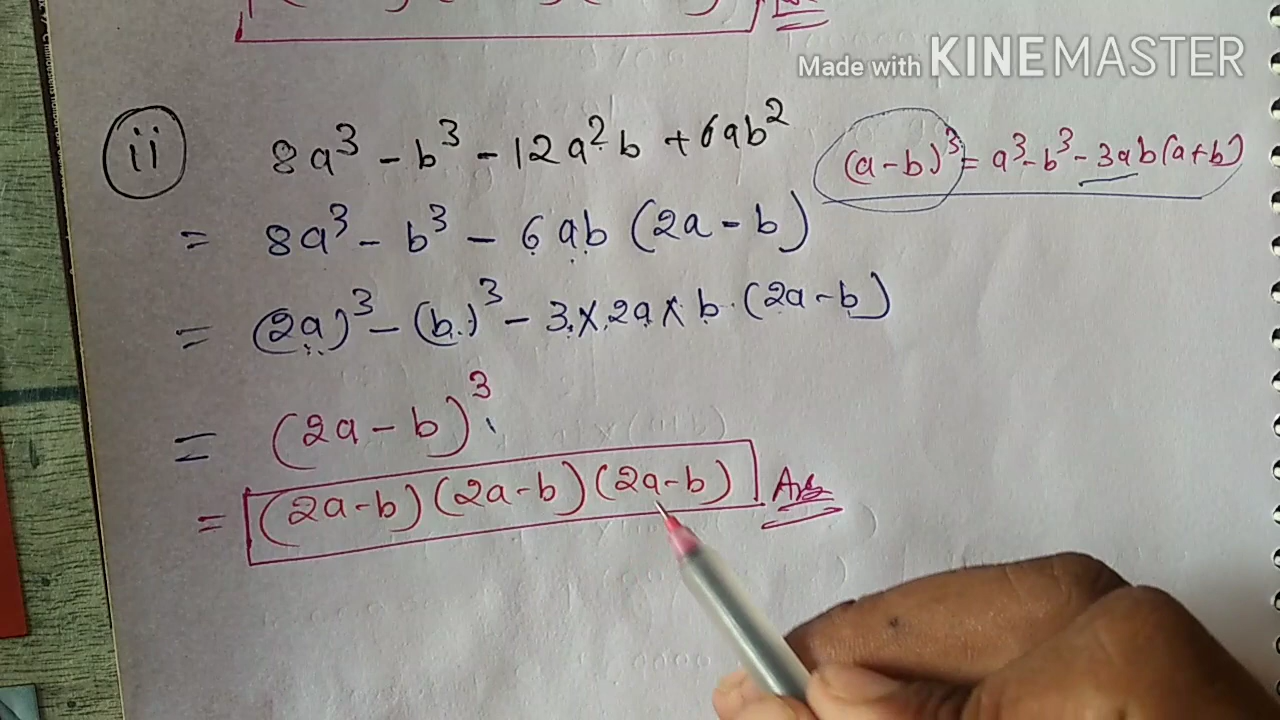 Made with KINEMASTER
ii 8a³ - b³ - 12a²b + 6ab²
(a-b)³ = a³ - b³ - 3ab(a+b)
= 8a³ - b³ - 6ab (2a - b)
= (2a)³ - (b)³ - 3 × 2a × b · (2a - b)
= (2a - b)³
= (2a-b) (2a-b) (2a-b) Ans